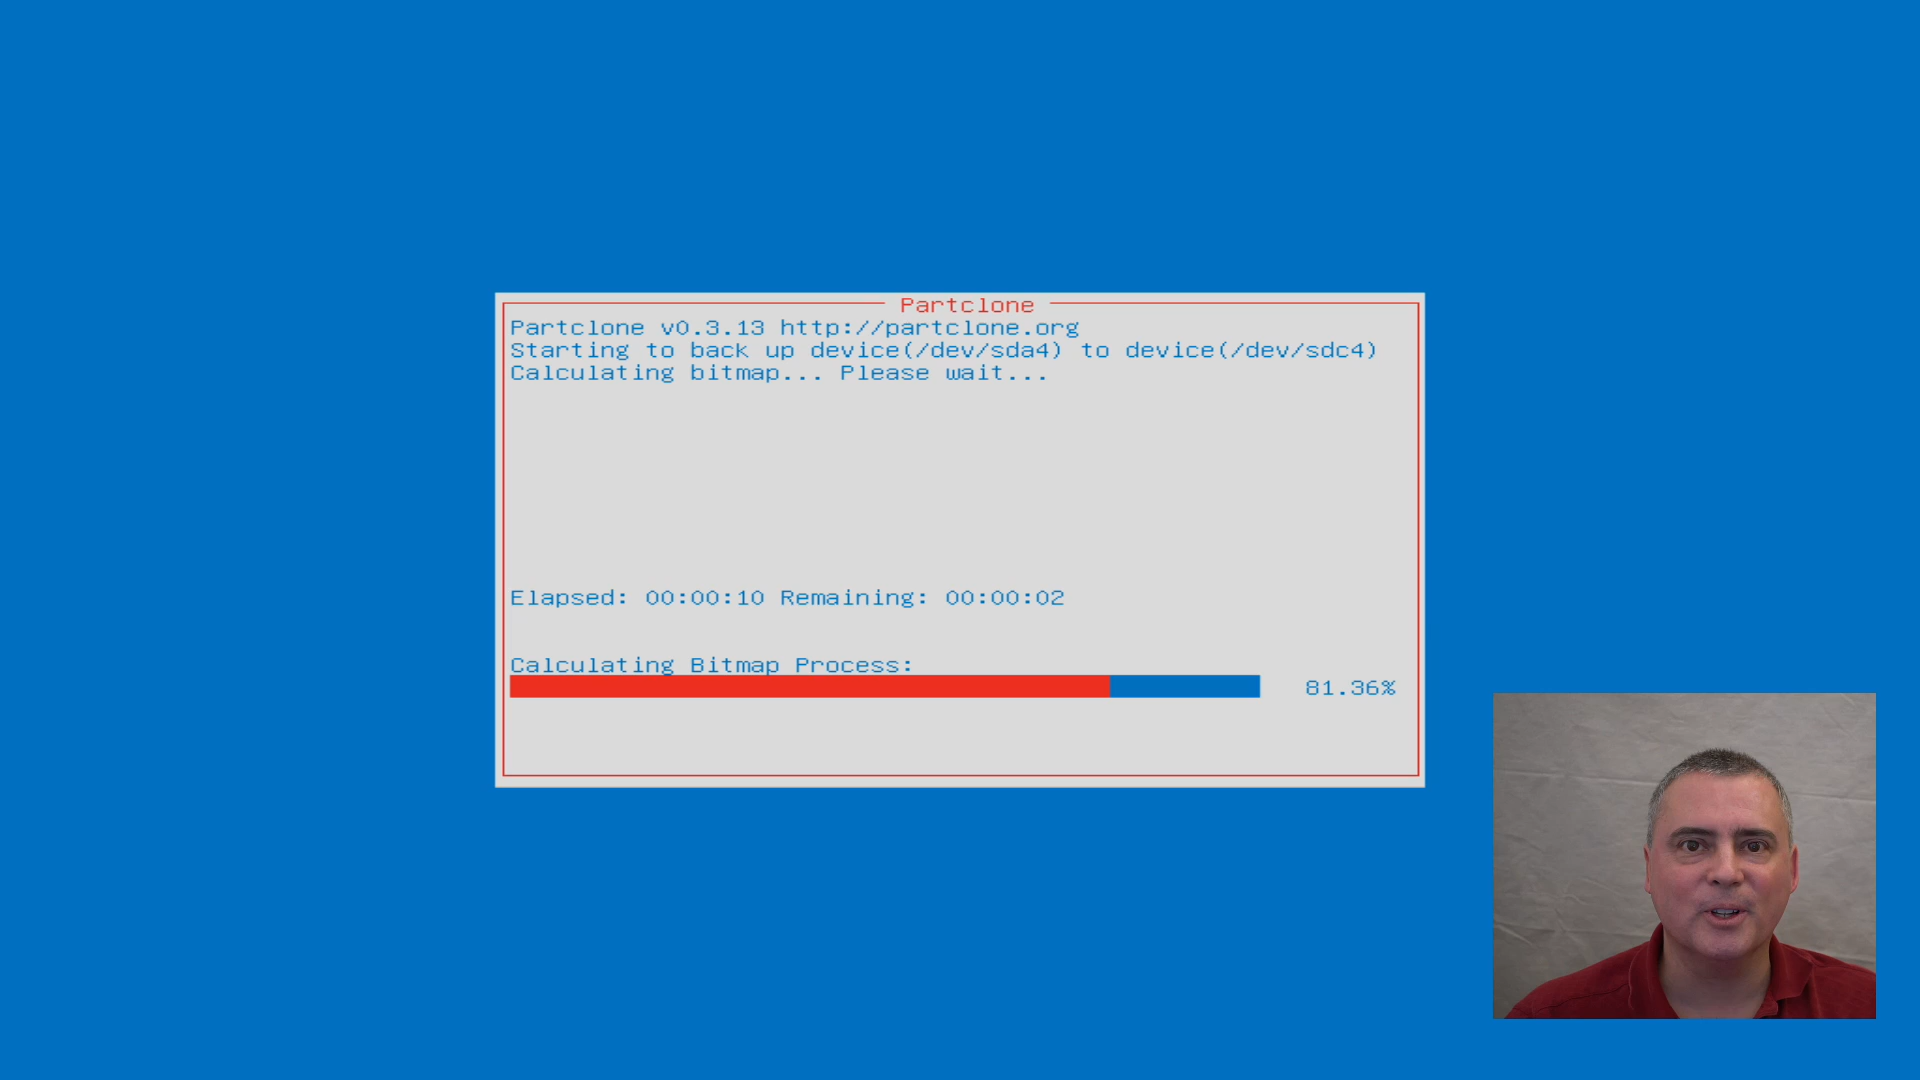 Partclone
Partclone v0.3.13 http://partclone.org
Starting to back up device(/dev/sda4) to device(/dev/sdc4)
Calculating bitmap... Please wait...
Elapsed: 00:00:10 Remaining: 00:00:02
Calculating Bitmap Process:
81.36%